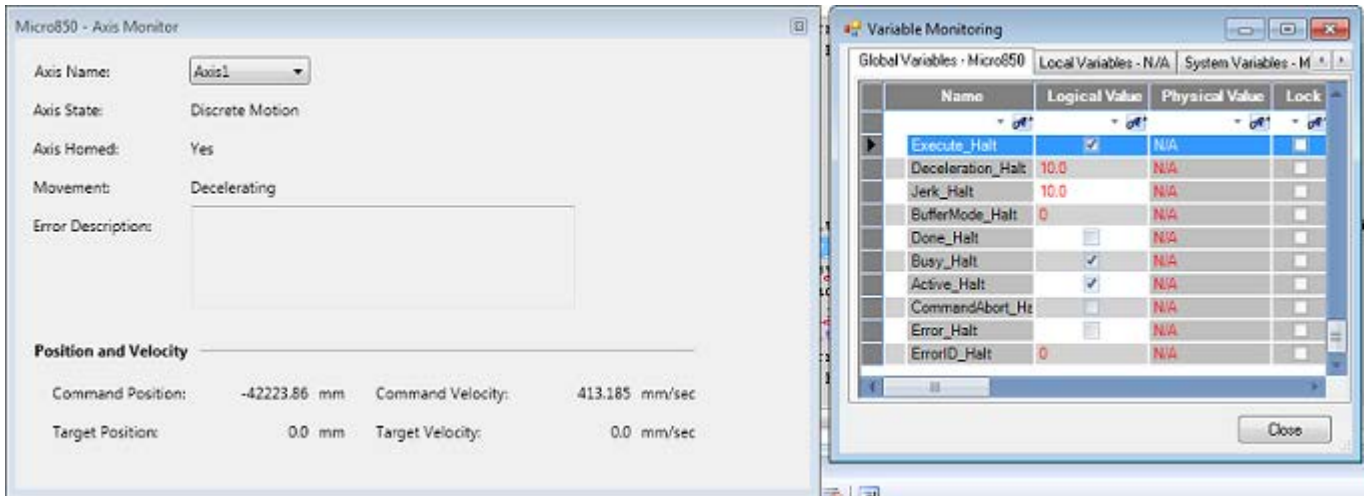 Micro850 - Axis Monitor
Axis Name: Axis1
Axis State: Discrete Motion
Axis Homed: Yes
Movement: Decelerating
Error Description:
Position and Velocity
Command Position: -42223.86 mm Command Velocity: 413.185 mm/sec
Target Position: 0.0 mm Target Velocity: 0.0 mm/sec
Variable Monitoring
Global Variables - Micro850 Local Variables - N/A System Variables - M
Name Logical Value Physical Value Lock
Execute_Halt N/A
Deceleration_Halt 10.0 N/A
Jerk_Halt 10.0 N/A
BufferMode_Halt 0 N/A
Done_Halt N/A
Busy_Halt N/A
Active_Halt N/A
CommandAbort_Ha N/A
Error_Halt N/A
ErrorID_Halt 0 N/A
Close